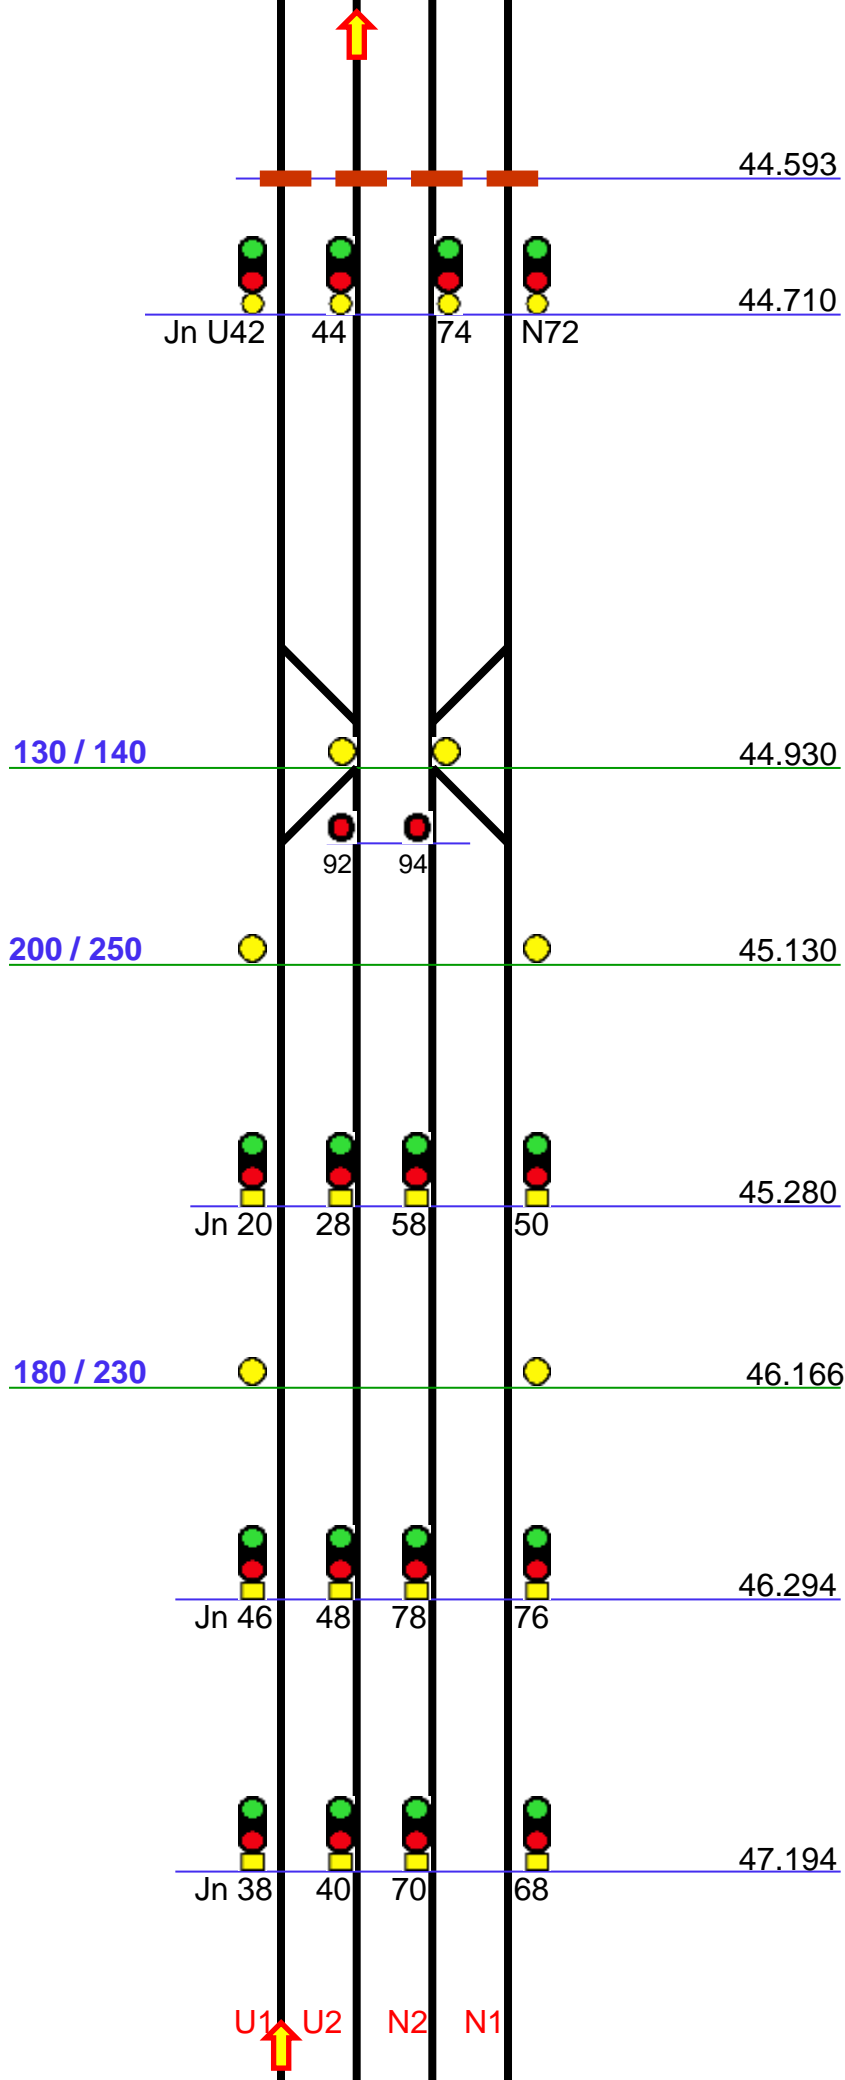 44.593
44.710
Jn U42 44 74 N72
130 / 140 44.930
92 94
200 / 250 45.130
45.280
Jn 20 28 58 50
180 / 230 46.166
46.294
Jn 46 48 78 76
47.194
Jn 38 40 70 68
U1 U2 N2 N1